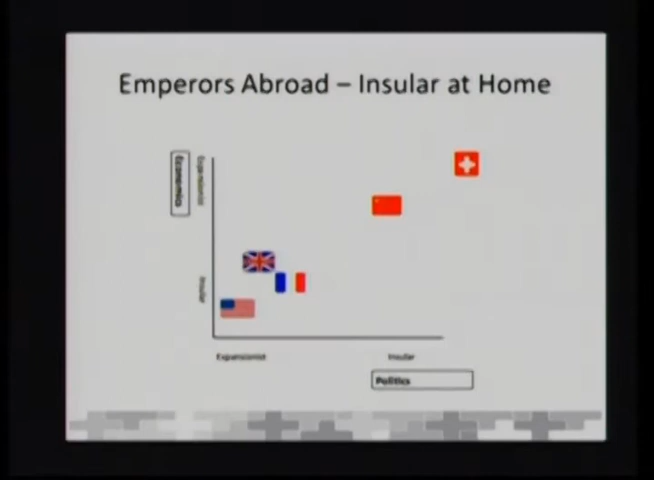 Emperors Abroad – Insular at Home
Economics
Expansionist
Insular
Expansionist
Insular
Politics